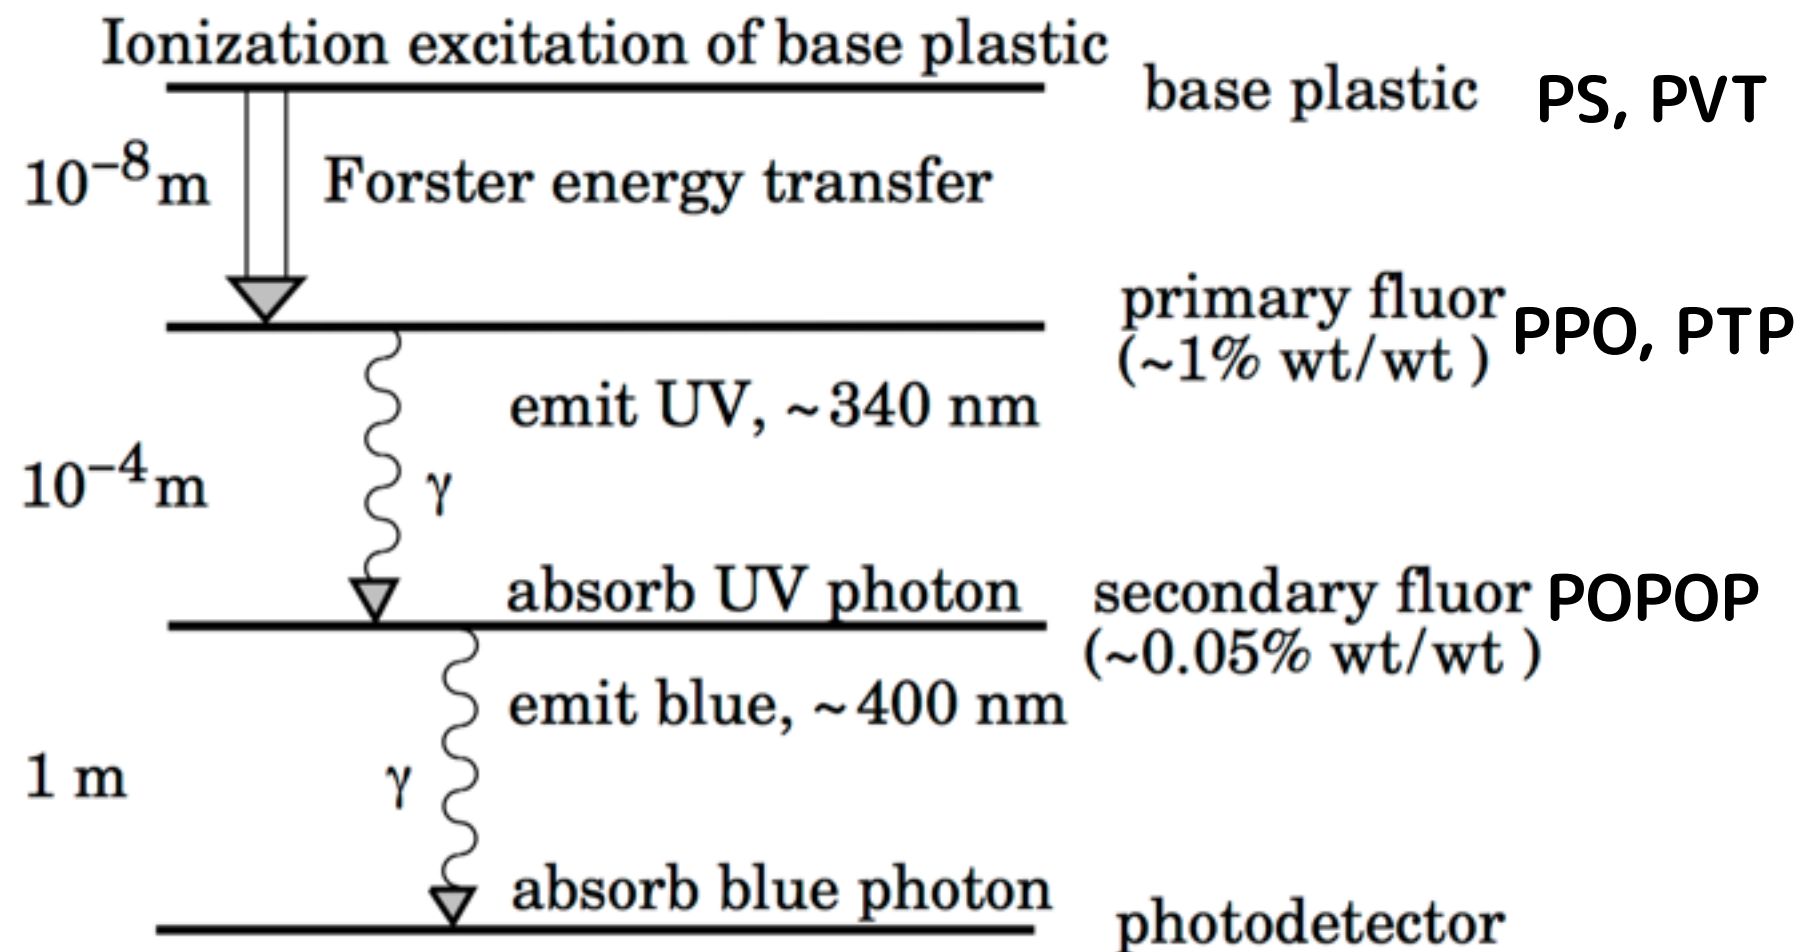 Ionization excitation of base plastic
base plastic PS, PVT
10⁻⁸ m Forster energy transfer
primary fluor PPO, PTP
(~1% wt/wt )
emit UV, ~340 nm
10⁻⁴ m γ
absorb UV photon secondary fluor POPOP
(~0.05% wt/wt )
emit blue, ~400 nm
1 m γ
absorb blue photon photodetector